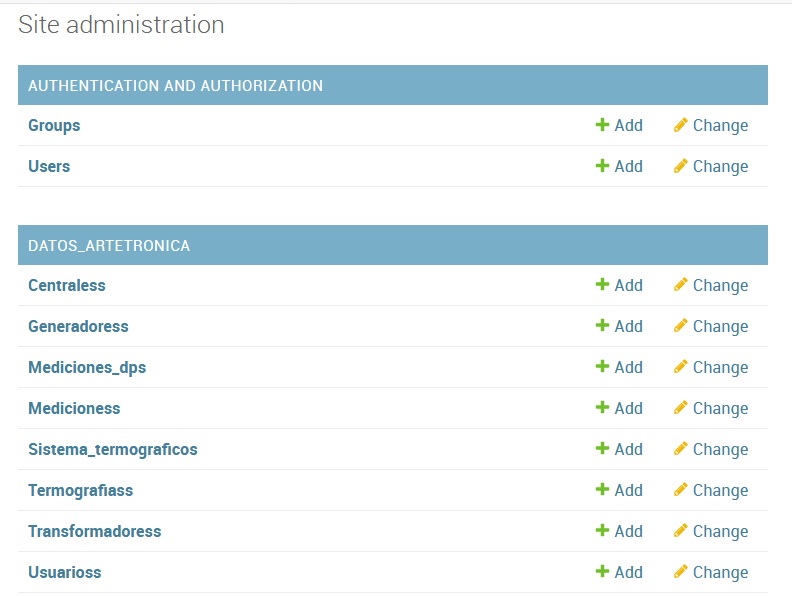 Site administration
AUTHENTICATION AND AUTHORIZATION
Groups Add Change
Users Add Change
DATOS_ARTETRONICA
Centraless Add Change
Generadoress Add Change
Mediciones_dps Add Change
Medicioness Add Change
Sistema_termograficos Add Change
Termografiass Add Change
Transformadoress Add Change
Usuarioss Add Change